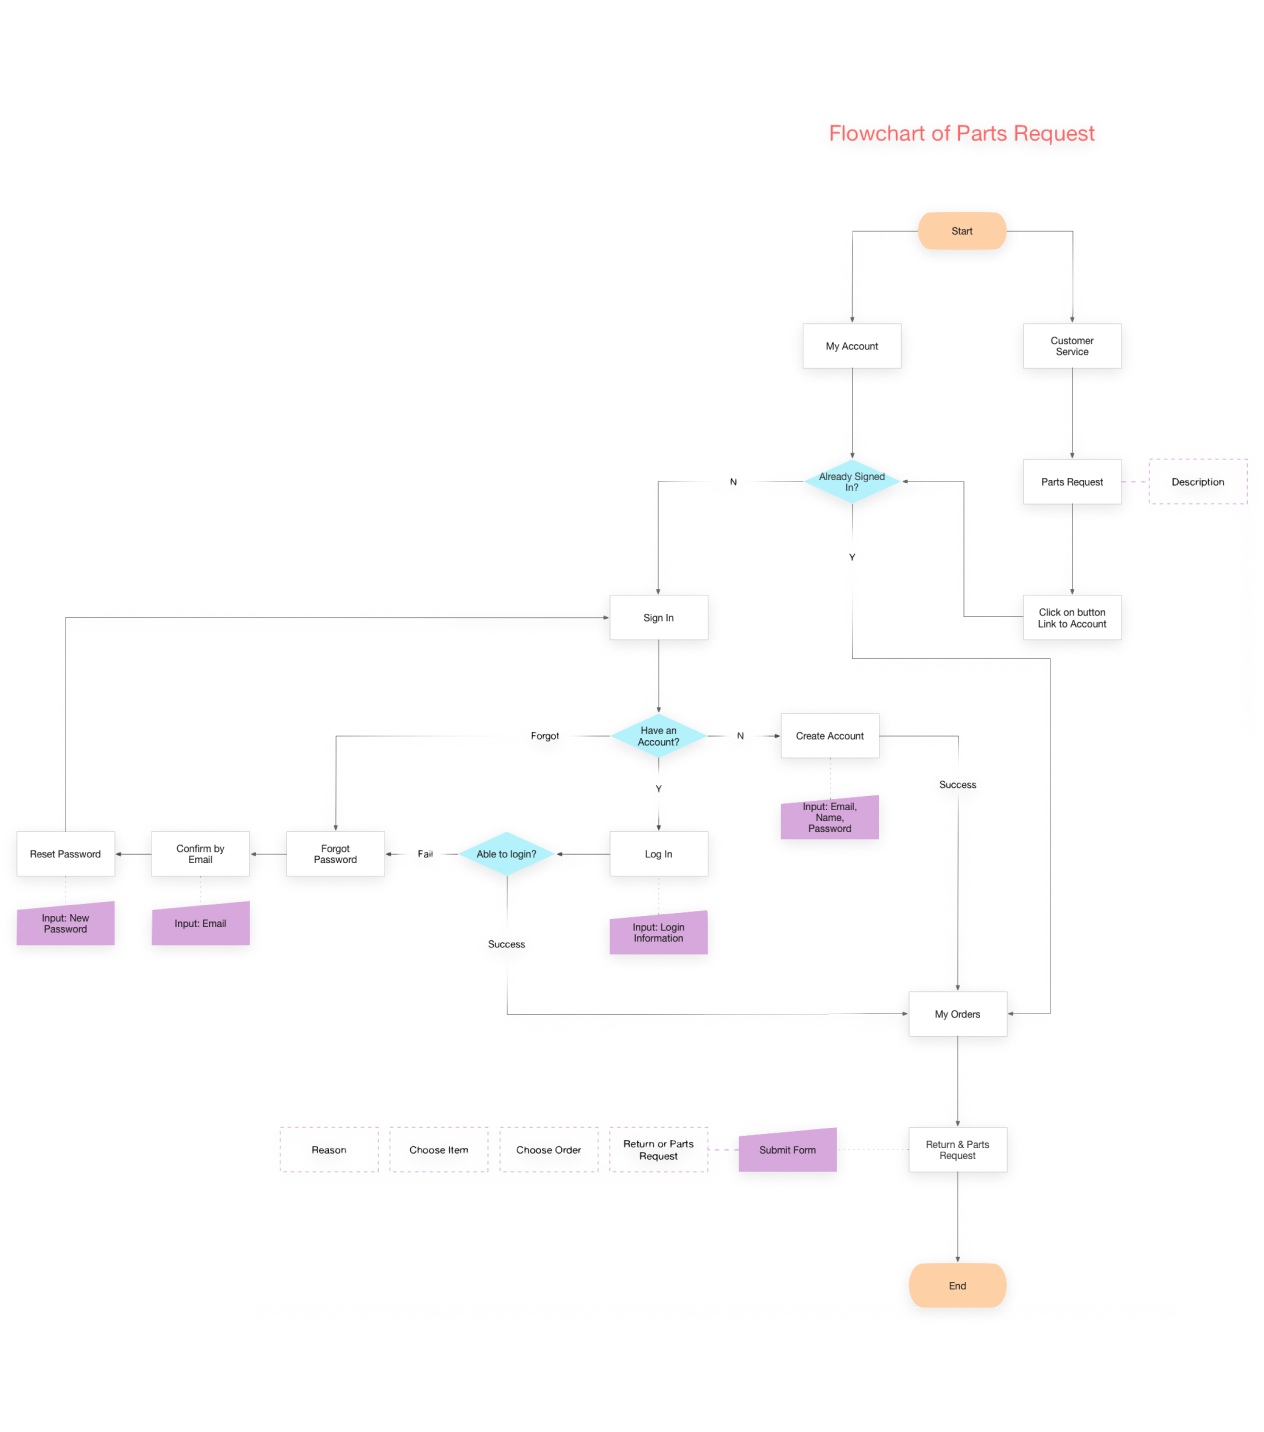 Flowchart of Parts Request
Start
My Account
Customer
Service
Already Signed
In?
N
Parts Request
Description
Y
Sign In
Click on button
Link to Account
Forgot
Have an
Account?
N
Create Account
Y
Success
Input: Email,
Name,
Password
Reset Password
Confirm by
Email
Forgot
Password
Fail
Able to login?
Log In
Input: New
Password
Input: Email
Input: Login
Information
Success
My Orders
Reason
Choose Item
Choose Order
Return or Parts
Request
Submit Form
Return & Parts
Request
End